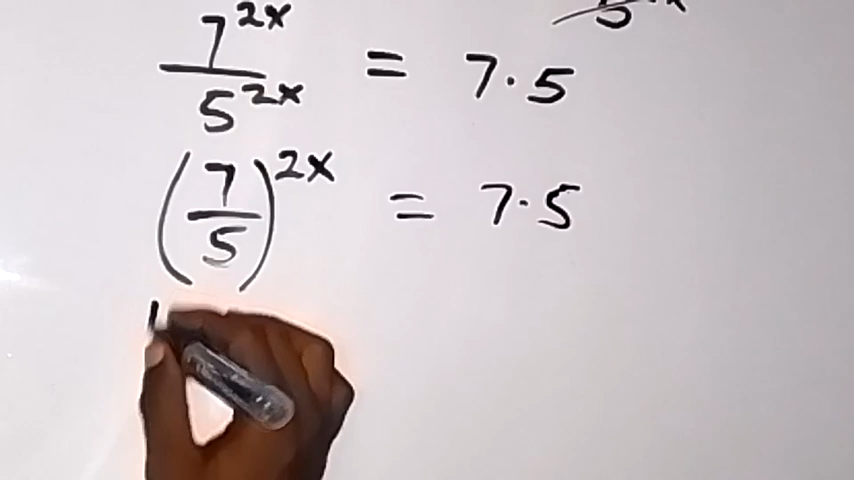 7^2x / 5^2x = 7·5
(7/5)^2x = 7·5